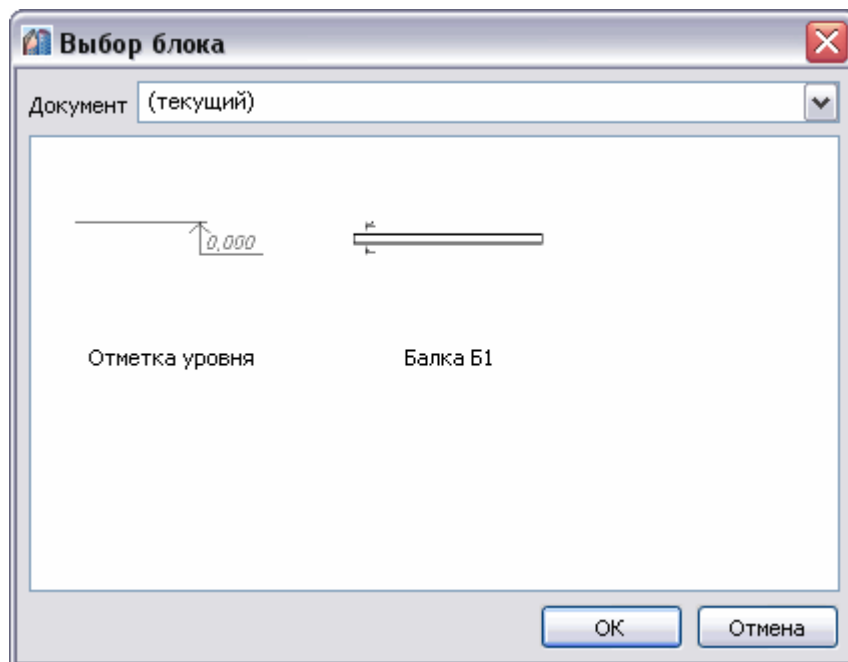 Выбор блока
Документ (текущий)
0,000
Отметка уровня Балка Б1
ОК Отмена